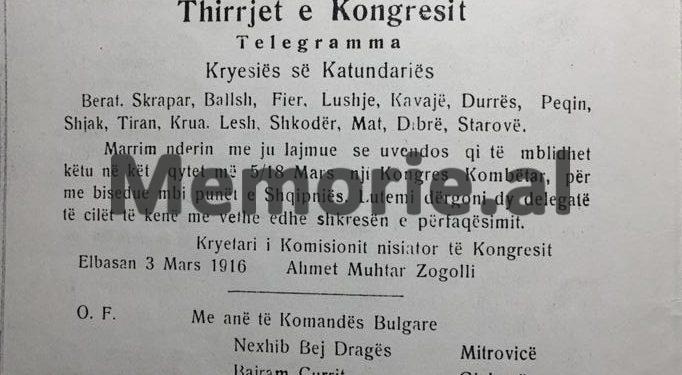 Thirrjet e Kongresit
Telegramma
Kryesiës së Katundariës
Berat. Skrapar, Ballsh, Fier, Lushje, Kavajë, Durrës, Peqin,
Shjak, Tiran, Krua. Lesh, Shkodër, Mat, Dibrë, Starovë.
Marrim nderin me ju lajmue se uvendos qi të mblidhet
këtu në kët qytet më 5/18 Mars nji Kongres Kombëtar, për
me bisedue mbi punët e Shqipniës. Lutemi dërgoni dy delegatë
të cilët të kenë me vethe edhe shkresën e përfaqësimit.
Memorie.al
Kryetari i Komisionit nisiator të Kongresit
Elbasan 3 Mars 1916 Ahmet Muhtar Zogolli
O. F. Me anë të Komandës Bulgare
Nexhib Bej Dragës Mitrovicë
Bajram Currit